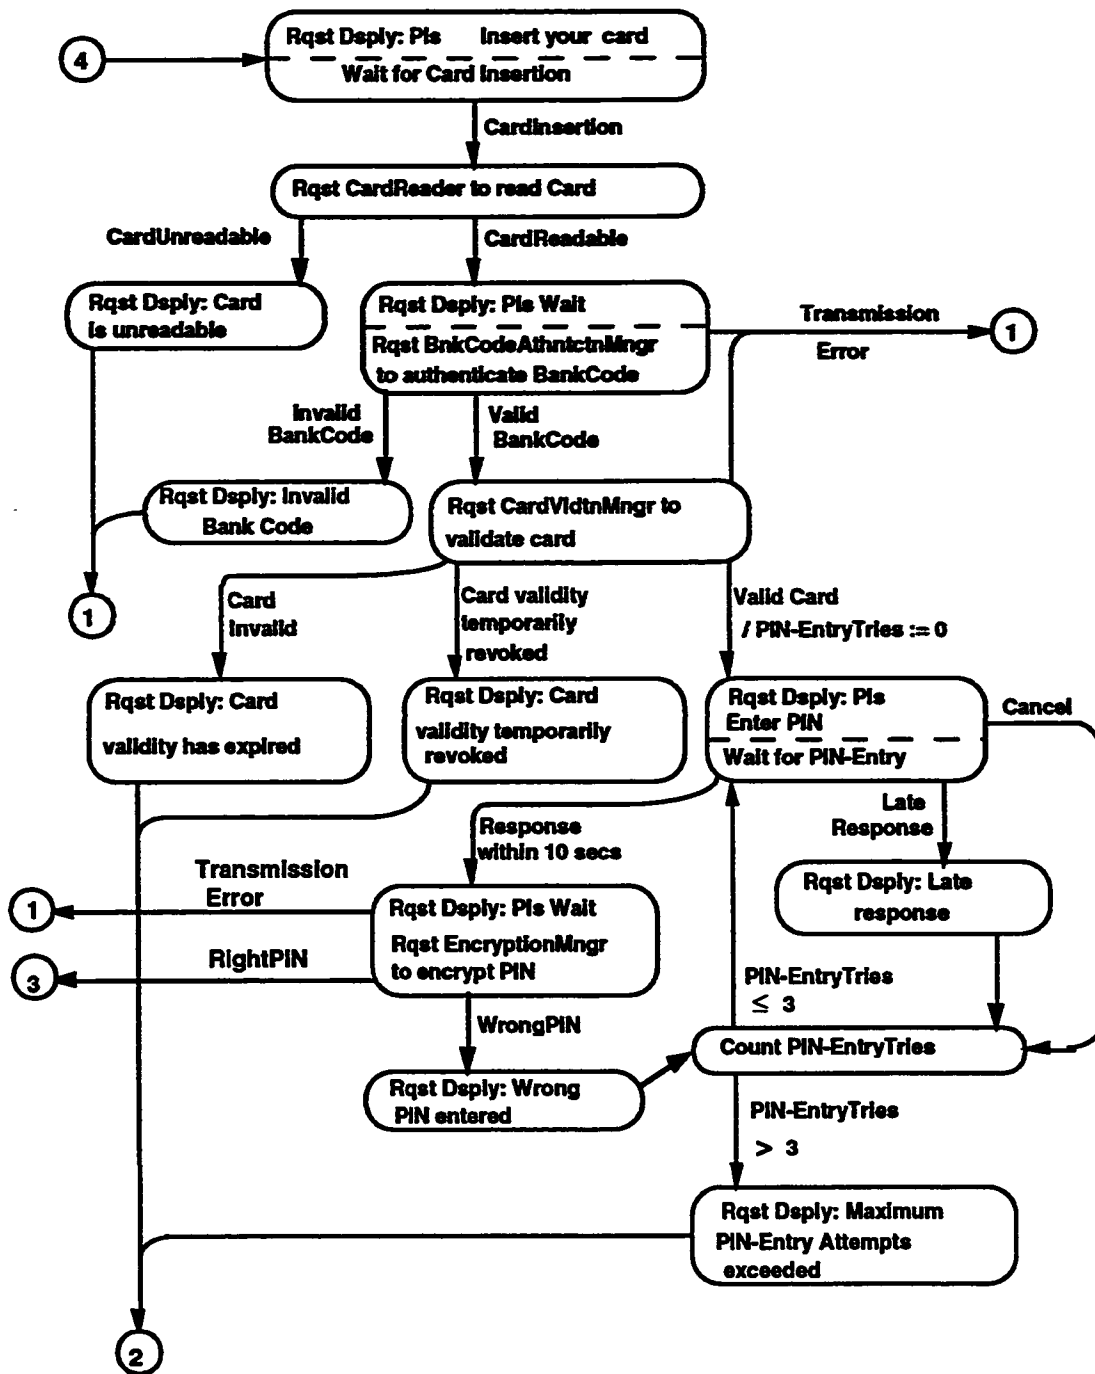 Rqst Dsply: Pls Insert your card
4
Wait for Card Insertion
CardInsertion
Rqst CardReader to read Card
CardUnreadable
CardReadable
Rqst Dsply: Card
is unreadable
Rqst Dsply: Pls Wait
Rqst BnkCodeAthntctnMngr
to authenticate BankCode
Transmission
Error
1
Invalid
BankCode
Valid
BankCode
Rqst Dsply: Invalid
Bank Code
Rqst CardVldtnMngr to
validate card
1
Card
Invalid
Card validity
temporarily
revoked
Valid Card
/ PIN-EntryTries := 0
Rqst Dsply: Card
validity has expired
Rqst Dsply: Card
validity temporarily
revoked
Rqst Dsply: Pls
Enter PIN
Wait for PIN-Entry
Cancel
Response
within 10 secs
Late
Response
Transmission
Error
1
Rqst Dsply: Pls Wait
Rqst EncryptionMngr
to encrypt PIN
Rqst Dsply: Late
response
RightPIN
3
PIN-EntryTries
≤ 3
WrongPIN
Count PIN-EntryTries
Rqst Dsply: Wrong
PIN entered
PIN-EntryTries
> 3
Rqst Dsply: Maximum
PIN-Entry Attempts
exceeded
2